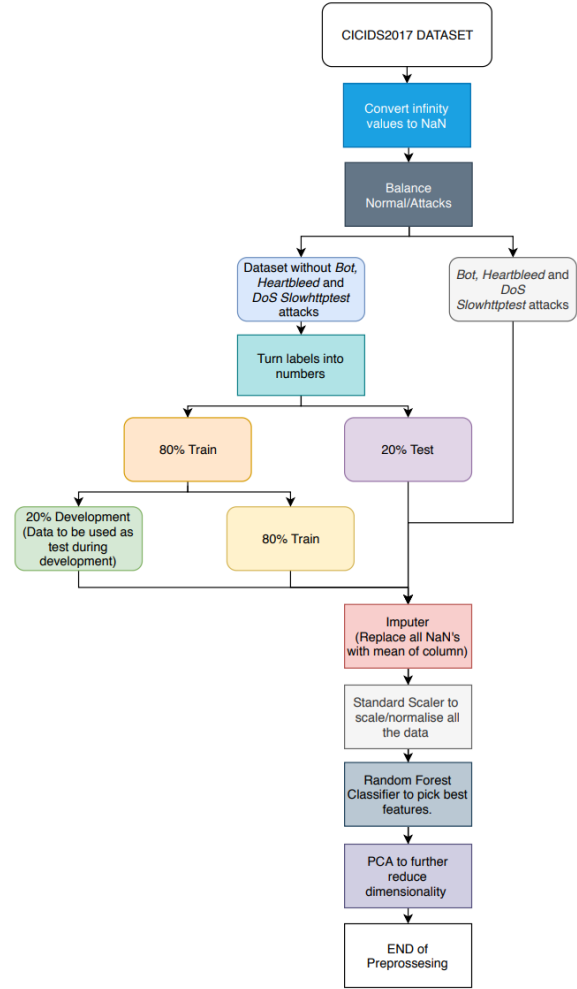 CICIDS2017 DATASET
Convert infinity
values to NaN
Balance
Normal/Attacks
Dataset without Bot,
Heartbleed and
DoS Slowhttptest
attacks
Bot, Heartbleed and
DoS
Slowhttptest attacks
Turn labels into
numbers
80% Train
20% Test
20% Development
(Data to be used as
test during
development)
80% Train
Imputer
(Replace all NaN's
with mean of column)
Standard Scaler to
scale/normalise all
the data
Random Forest
Classifier to pick best
features.
PCA to further
reduce
dimensionality
END of
Preprossesing